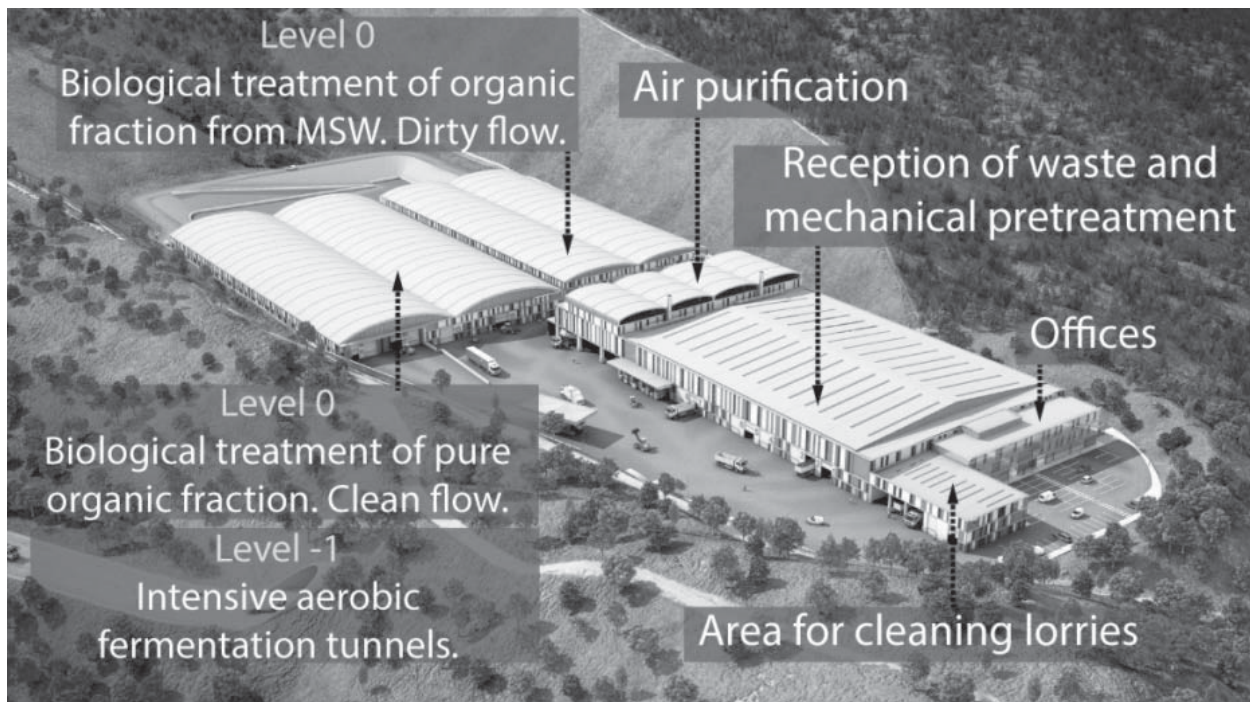 Level 0
Biological treatment of organic
fraction from MSW. Dirty flow.
Air purification
Reception of waste and
mechanical pretreatment
Offices
Level 0
Biological treatment of pure
organic fraction. Clean flow.
Level -1
Intensive aerobic
fermentation tunnels.
Area for cleaning lorries